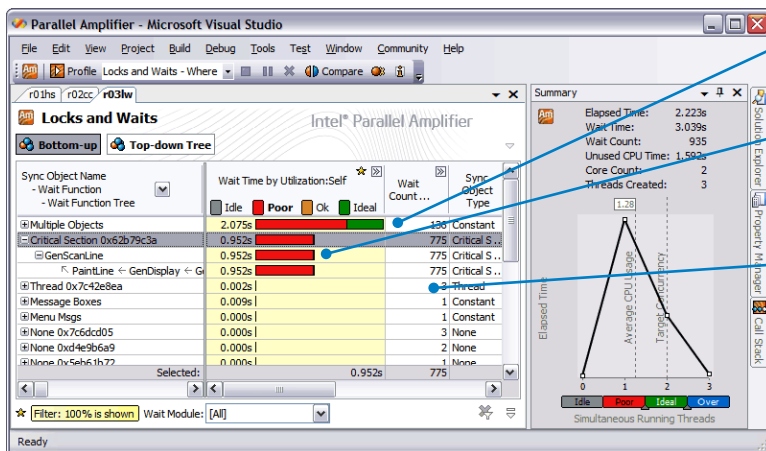 Parallel Amplifier - Microsoft Visual Studio
File Edit View Project Build Debug Tools Test Window Community Help
Am Profile Locks and Waits - Where Compare
r01hs r02cc r03lw
Am Locks and Waits Intel® Parallel Amplifier
Bottom-up Top-down Tree
Sync Object Name
- Wait Function
- Wait Function Tree
Wait Time by Utilization:Self
Idle Poor Ok Ideal
Wait
Count...
Sync
Object
Type
Multiple Objects 2.075s 136 Constant
Critical Section 0x62b79c3a 0.952s 775 Critical S...
GenScanLine 0.952s 775 Critical S...
PaintLine ← GenDisplay ← G 0.952s 775 Critical S...
Thread 0x7c42e8ea 0.002s 3 Thread
Message Boxes 0.009s 1 Constant
Menu Msgs 0.000s 1 Constant
None 0x7c6dcd05 0.000s 3 None
None 0xd4e9b6a9 0.000s 2 None
None 0x5eb61b72 0.000s 1 None
Selected: 0.952s 775
Filter: 100% is shown Wait Module: [All]
Ready
Summary
Am
Elapsed Time: 2.223s
Wait Time: 3.039s
Wait Count: 935
Unused CPU Time: 1.592s
Core Count: 2
Threads Created: 3
1.28
Elapsed Time
Average CPU Usage
Target Concurrency
0 1 2 3
Idle Poor Ideal Over
Simultaneous Running Threads
Solution Explorer
Property Manager
Call Stack